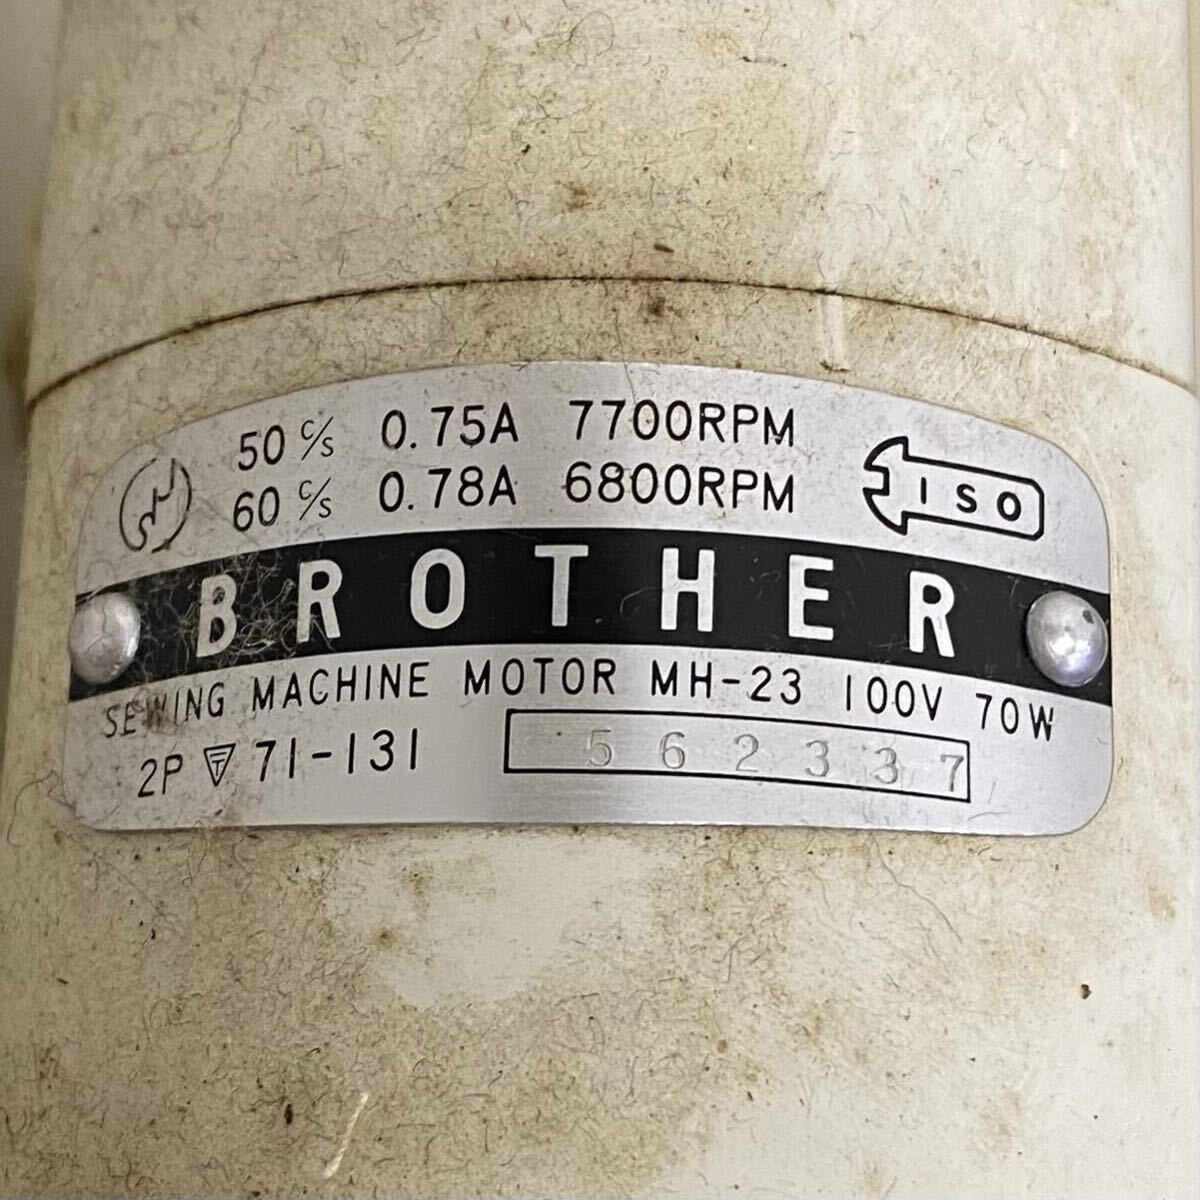 50 c/s 0.75A 7700RPM
60 c/s 0.78A 6800RPM
ISO
BROTHER
SEWING MACHINE MOTOR MH-23 100V 70W
2P T 71-131 562337